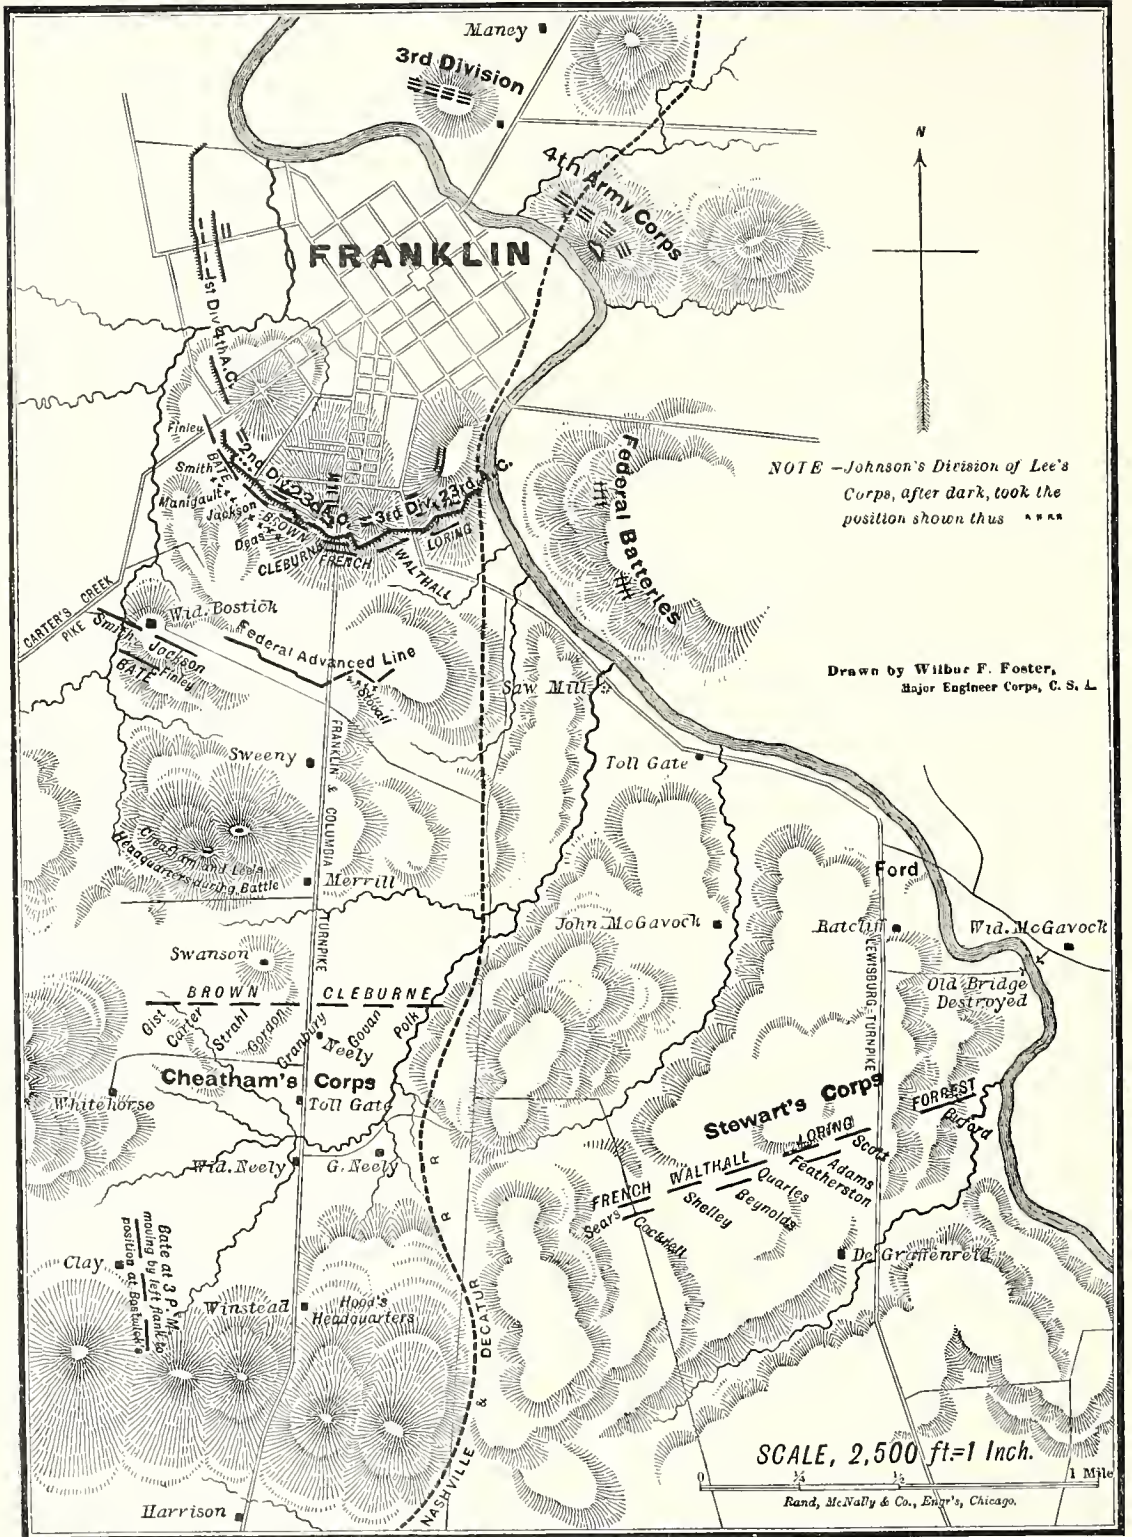 Maney
3rd Division
N
4th Army Corps
FRANKLIN
1st Div. 4th A.C.
Finley
2nd Div. 23d A.C.
3rd Div. 23rd A.C.
Smith
BATE
Manigault
Jackson
Deas
BROWN
HILL
CLEBURNE
FRENCH
WALTHALL
LORING
Federal Batteries
NOTE —Johnson's Division of Lee's
Corps, after dark, took the
position shown thus
CARTER'S CREEK
PIKE
Wid. Bostick
Smith
Jackson
BATE
Finley
Federal Advanced Line
Stovall
Saw Mill
Drawn by Wilbur F. Foster,
Major Engineer Corps, C. S. A.
Sweeny
FRANKLIN & COLUMBIA
TURNPIKE
Toll Gate
Cheatham and Lee's
Headquarters during Battle
Merrill
Ford
John McGavock
Ratcliff
Wid. McGavock
Swanson
LEWISBURG TURNPIKE
Old Bridge
Destroyed
BROWN
CLEBURNE
Gist
Carter
Strahl
Gordon
Granbury
Neely
Govan
Polk
Cheatham's Corps
Whitehorse
Toll Gate
Stewart's Corps
FORREST
Buford
LORING
Scott
Adams
Featherston
WALTHALL
Quarles
Reynolds
Shelley
FRENCH
Sears
Cockrell
Wid. Neely
G. Neely
De Graffenreid
Clay
Bate at 3 P.M.
moving by left flank to
position at Bostwick's
Winstead
Hood's
Headquarters
NASHVILLE & DECATUR R R R
SCALE, 2,500 ft.=1 Inch.
0 ¼ ½ 1 Mile
Rand, McNally & Co., Engr's, Chicago.
Harrison